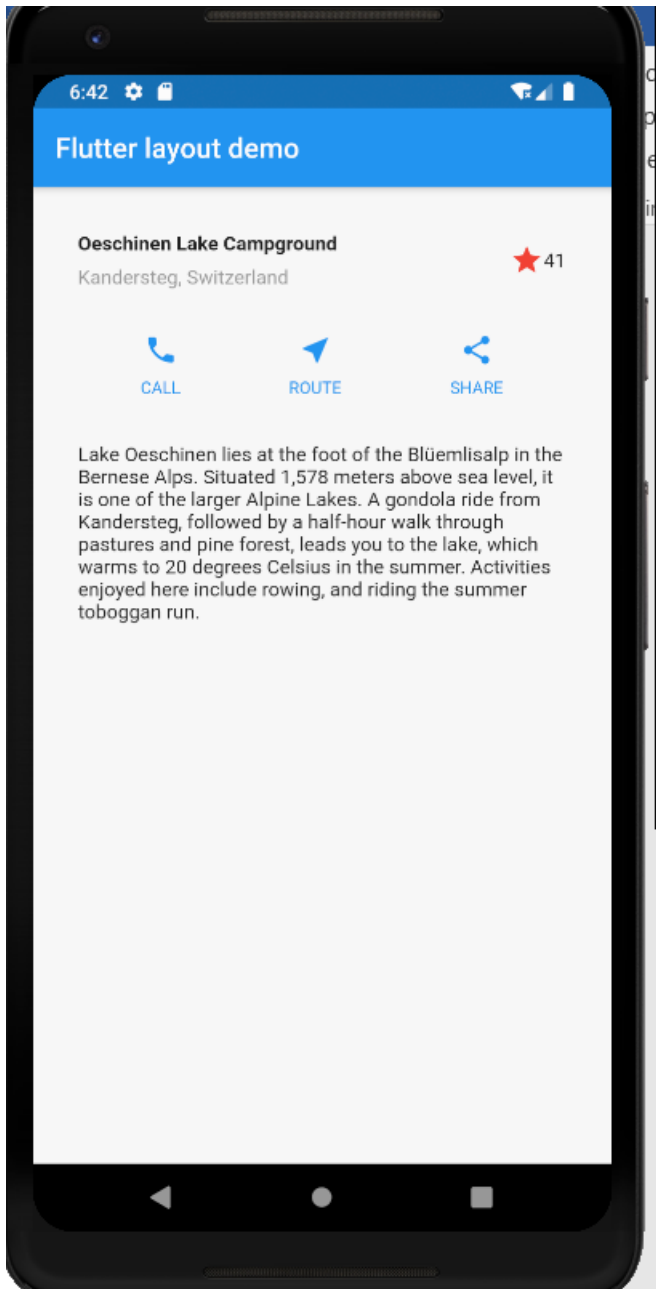 6:42
Flutter layout demo
Oeschinen Lake Campground
Kandersteg, Switzerland
41
CALL ROUTE SHARE
Lake Oeschinen lies at the foot of the Blüemlisalp in the
Bernese Alps. Situated 1,578 meters above sea level, it
is one of the larger Alpine Lakes. A gondola ride from
Kandersteg, followed by a half-hour walk through
pastures and pine forest, leads you to the lake, which
warms to 20 degrees Celsius in the summer. Activities
enjoyed here include rowing, and riding the summer
toboggan run.